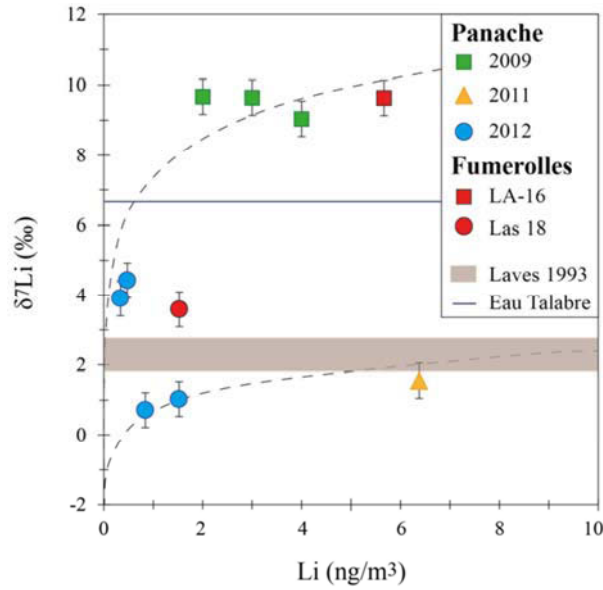 12
10
8
6
4
2
0
-2
δ⁷Li (‰)
0
2
4
6
8
10
Li (ng/m³)
Panache
2009
2011
2012
Fumerolles
LA-16
Las 18
Laves 1993
Eau Talabre